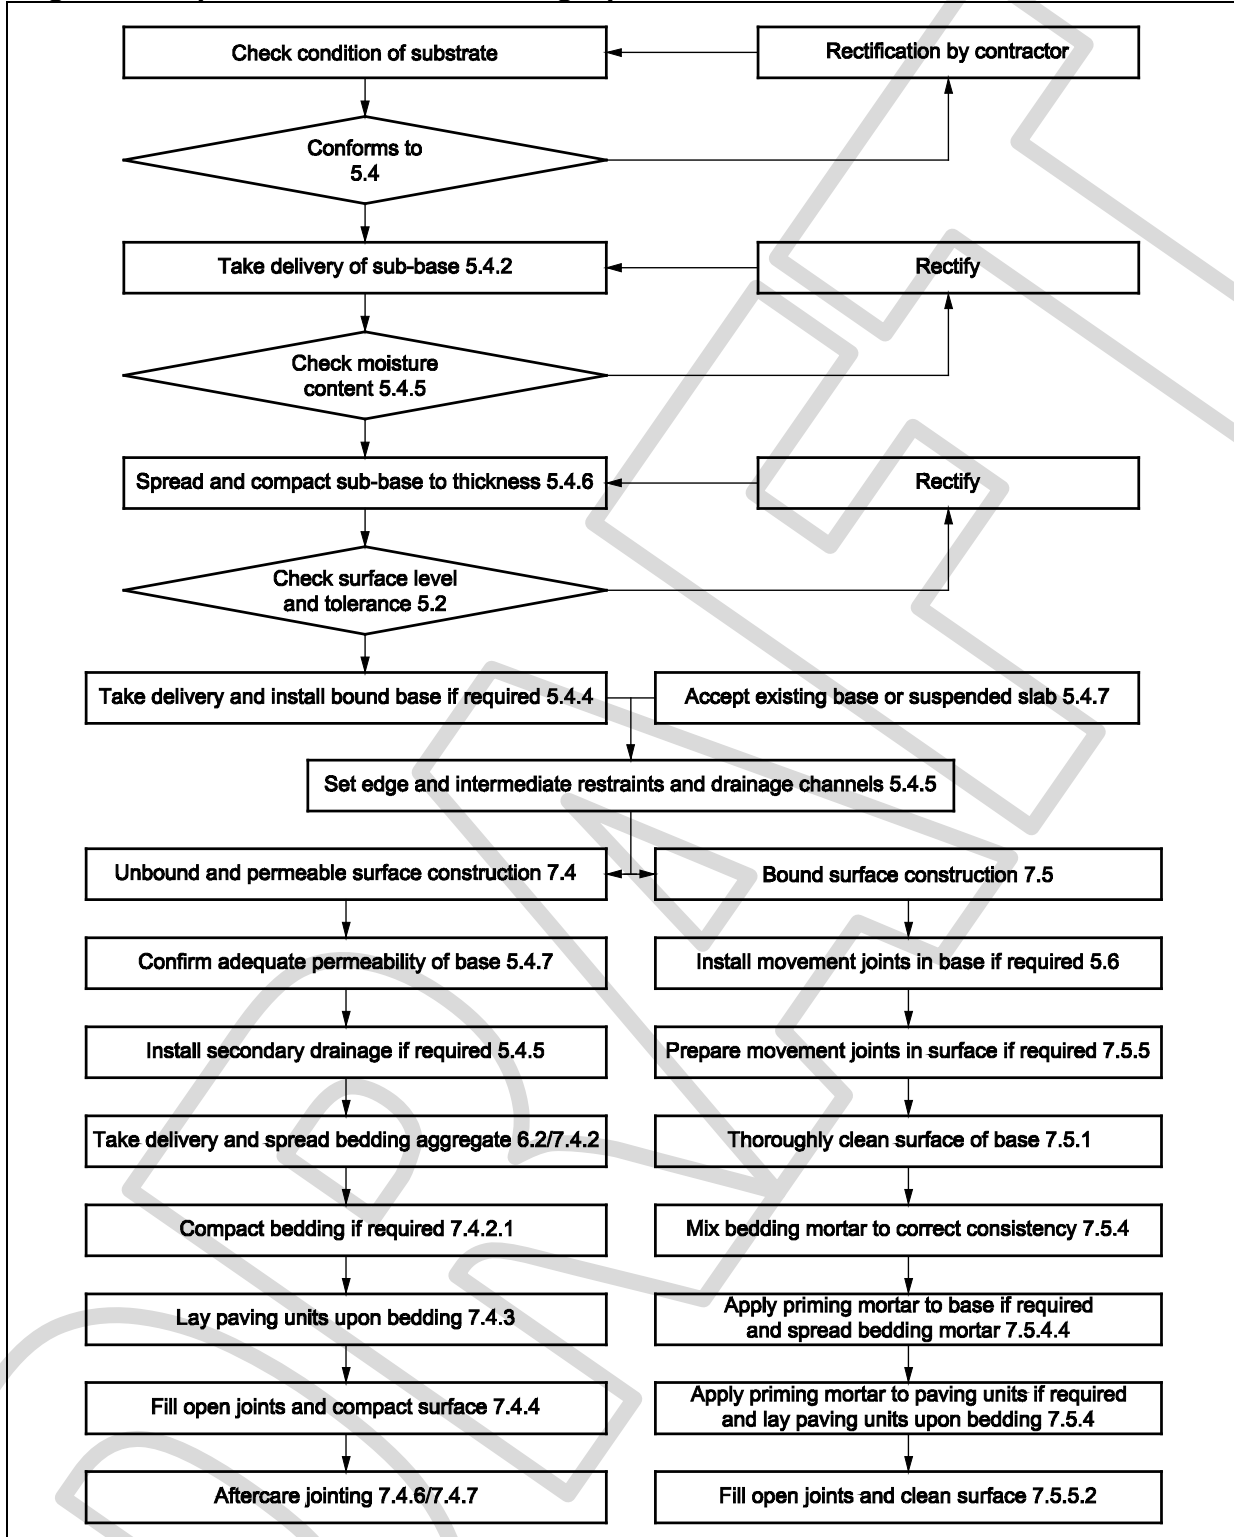 Check condition of substrate
Rectification by contractor
Conforms to
5.4
Take delivery of sub-base 5.4.2
Rectify
Check moisture
content 5.4.5
Spread and compact sub-base to thickness 5.4.6
Rectify
Check surface level
and tolerance 5.2
Take delivery and install bound base if required 5.4.4
Accept existing base or suspended slab 5.4.7
Set edge and intermediate restraints and drainage channels 5.4.5
Unbound and permeable surface construction 7.4
Bound surface construction 7.5
Confirm adequate permeability of base 5.4.7
Install movement joints in base if required 5.6
Install secondary drainage if required 5.4.5
Prepare movement joints in surface if required 7.5.5
Take delivery and spread bedding aggregate 6.2/7.4.2
Thoroughly clean surface of base 7.5.1
Compact bedding if required 7.4.2.1
Mix bedding mortar to correct consistency 7.5.4
Lay paving units upon bedding 7.4.3
Apply priming mortar to base if required
and spread bedding mortar 7.5.4.4
Fill open joints and compact surface 7.4.4
Apply priming mortar to paving units if required
and lay paving units upon bedding 7.5.4
Aftercare jointing 7.4.6/7.4.7
Fill open joints and clean surface 7.5.5.2
DRAFT